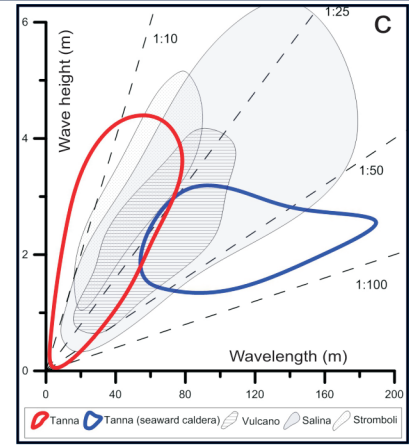 C
1:10
1:25
1:50
1:100
Wave height (m)
6
4
2
0
Wavelength (m)
0 40 80 120 160 200
Tanna Tanna (seaward caldera) Vulcano Salina Stromboli